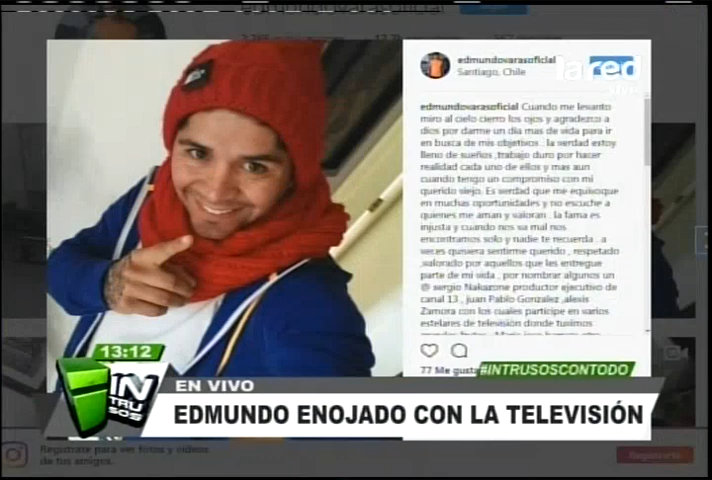 edmundovarasoficial
edmundovarasoficial
Santiago, Chile
la red
edmundovarasoficial Cuando me levanto
miro al cielo cierro los ojos y agradezco a
dios por darme un dia mas de vida para ir
en busca de mis objetivos . la verdad estoy
lleno de sueños ,trabajo duro por hacer
realidad cada uno de ellos y mas aun
cuando tengo un compromiso con mi
querido viejo. Es verdad que me equivoque
en muchas oportunidades y no escuche a
quienes me aman y valoran . la fama es
injusta y cuando nos va mal nos
encontramos solo y nadie te recuerda . a
veces quisiera sentirme querido , respetado
,valorado por aquellos que les entregue
parte de mi vida , por nombrar algunos un
@ sergio Nakazone productor ejecutivo de
canal 13 , juan Pablo Gonzalez ,alexis
Zamora con los cuales participe en varios
estelares de televisión donde tuvimos
77 Me gusta
#INTRUSOSCONTODO
13:12
IN
TRU
SOS
EN VIVO
EDMUNDO ENOJADO CON LA TELEVISIÓN
Regístrate para ver fotos y videos
de tus amigos.
Regístrate